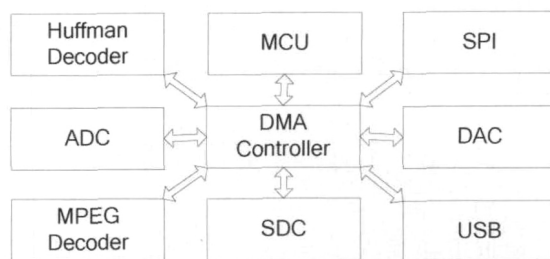 Huffman
Decoder
MCU
SPI
ADC
DMA
Controller
DAC
MPEG
Decoder
SDC
USB